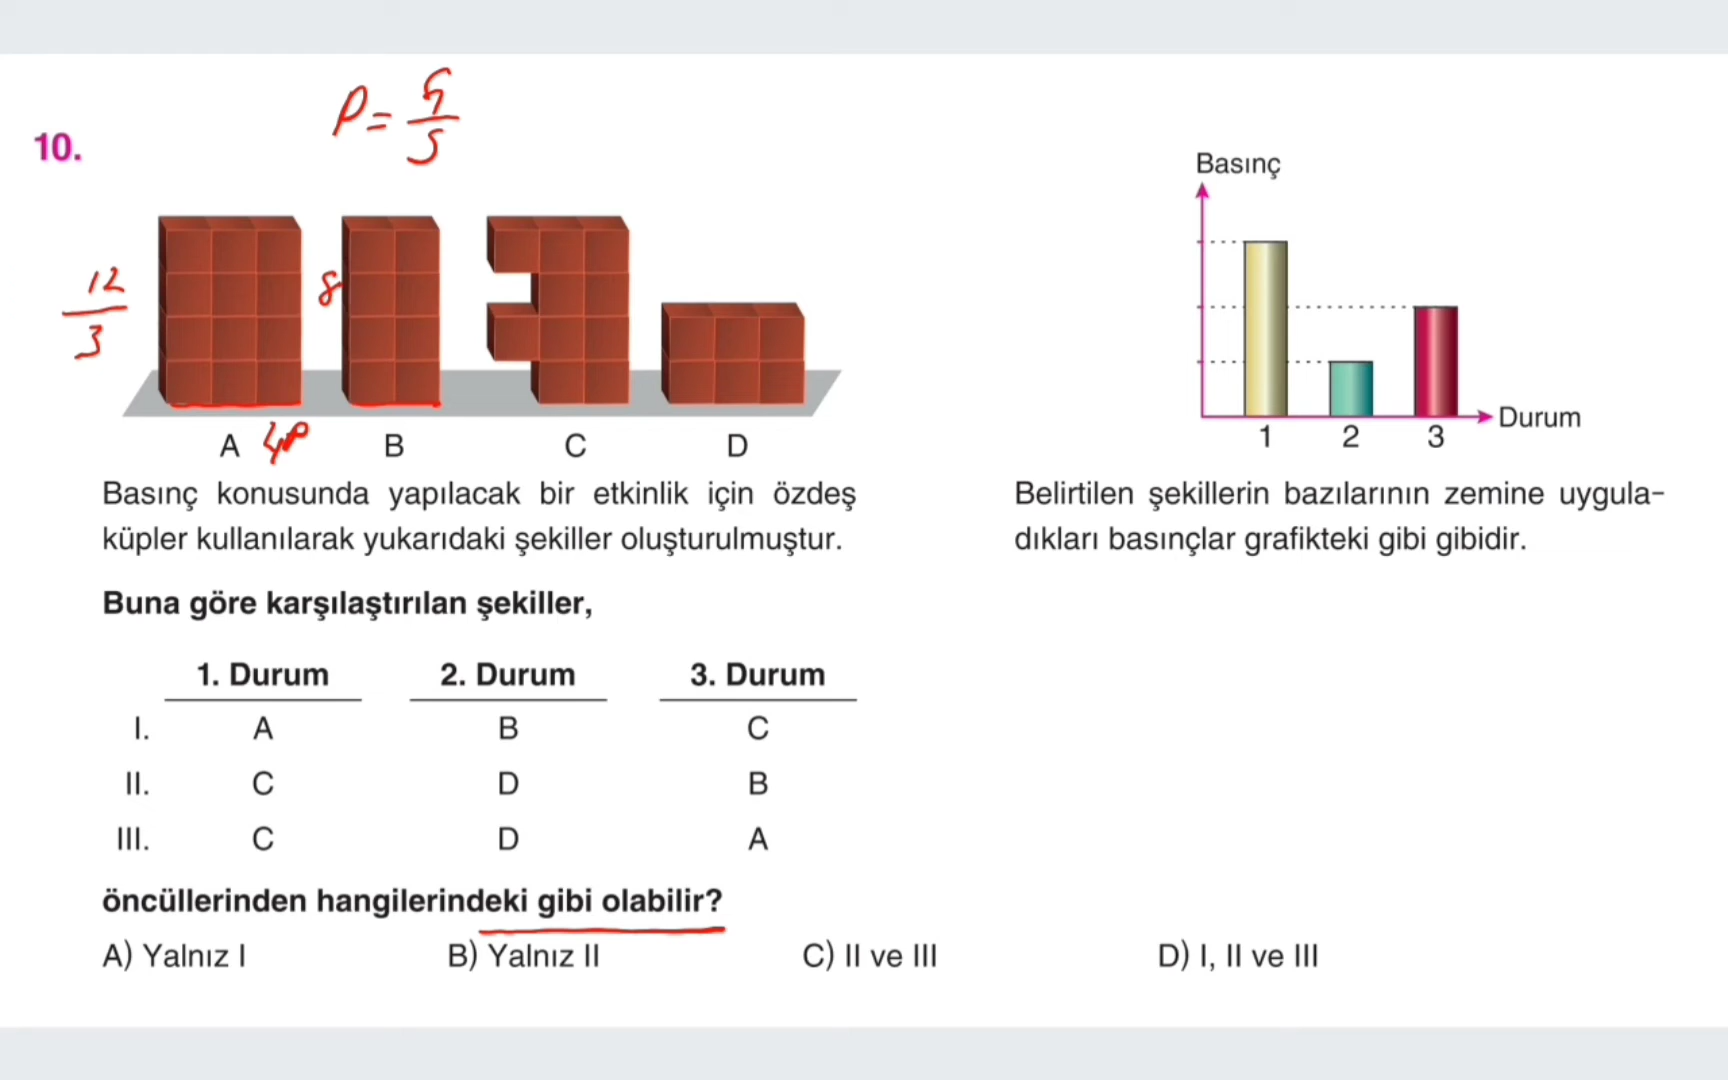 P = G/S
10.
12/3
8
A 4P B C D
Basınç konusunda yapılacak bir etkinlik için özdeş
küpler kullanılarak yukarıdaki şekiller oluşturulmuştur.
Basınç
Durum
1 2 3
Belirtilen şekillerin bazılarının zemine uygula-
dıkları basınçlar grafikteki gibi gibidir.
Buna göre karşılaştırılan şekiller,
1. Durum 2. Durum 3. Durum
I. A B C
II. C D B
III. C D A
öncüllerinden hangilerindeki gibi olabilir?
A) Yalnız I B) Yalnız II C) II ve III D) I, II ve III